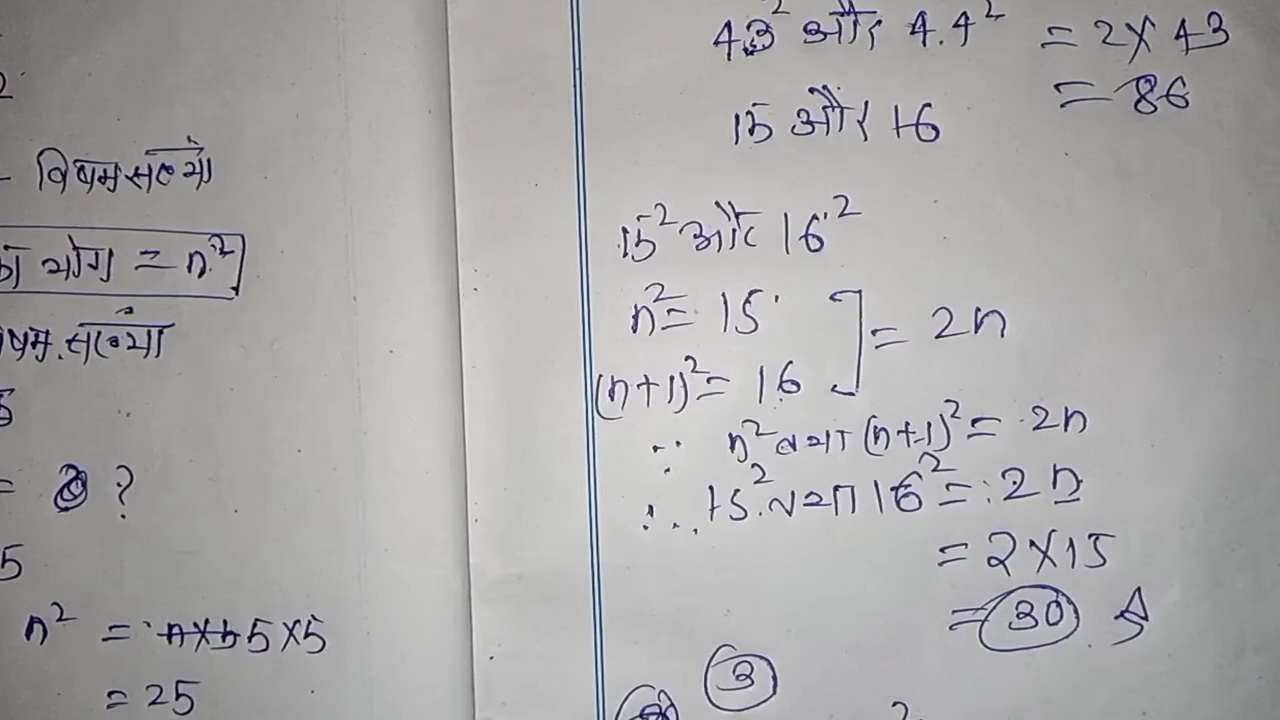 2
- विषम संख्या
का योग = n²
षम संख्या
5
= ?
5
n² = n×n 5×5
= 25
43² और 44² = 2×43
= 86
15 और 16
15² और 16²
n² = 15
(n+1)² = 16 ] = 2n
∵ n² तथा (n+1)² = 2n
∴ 15² तथा 16² = 2n
= 2×15
= 30
3